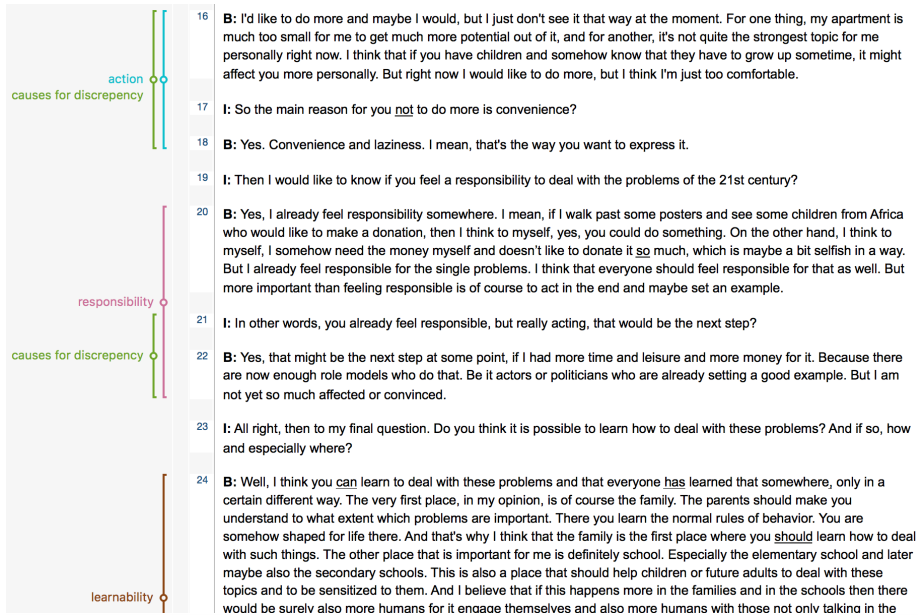 16 B: I'd like to do more and maybe I would, but I just don't see it that way at the moment. For one thing, my apartment is
much too small for me to get much more potential out of it, and for another, it's not quite the strongest topic for me
personally right now. I think that if you have children and somehow know that they have to grow up sometime, it might
affect you more personally. But right now I would like to do more, but I think I'm just too comfortable.
action
causes for discrepency
17 I: So the main reason for you not to do more is convenience?
18 B: Yes. Convenience and laziness. I mean, that's the way you want to express it.
19 I: Then I would like to know if you feel a responsibility to deal with the problems of the 21st century?
20 B: Yes, I already feel responsibility somewhere. I mean, if I walk past some posters and see some children from Africa
who would like to make a donation, then I think to myself, yes, you could do something. On the other hand, I think to
myself, I somehow need the money myself and doesn't like to donate it so much, which is maybe a bit selfish in a way.
But I already feel responsible for the single problems. I think that everyone should feel responsible for that as well. But
more important than feeling responsible is of course to act in the end and maybe set an example.
responsibility
21 I: In other words, you already feel responsible, but really acting, that would be the next step?
causes for discrepency
22 B: Yes, that might be the next step at some point, if I had more time and leisure and more money for it. Because there
are now enough role models who do that. Be it actors or politicians who are already setting a good example. But I am
not yet so much affected or convinced.
23 I: All right, then to my final question. Do you think it is possible to learn how to deal with these problems? And if so, how
and especially where?
24 B: Well, I think you can learn to deal with these problems and that everyone has learned that somewhere, only in a
certain different way. The very first place, in my opinion, is of course the family. The parents should make you
understand to what extent which problems are important. There you learn the normal rules of behavior. You are
somehow shaped for life there. And that's why I think that the family is the first place where you should learn how to deal
with such things. The other place that is important for me is definitely school. Especially the elementary school and later
maybe also the secondary schools. This is also a place that should help children or future adults to deal with these
topics and to be sensitized to them. And I believe that if this happens more in the families and in the schools then there
would be surely also more humans for it engage themselves and also more humans with those not only talking in the
learnability